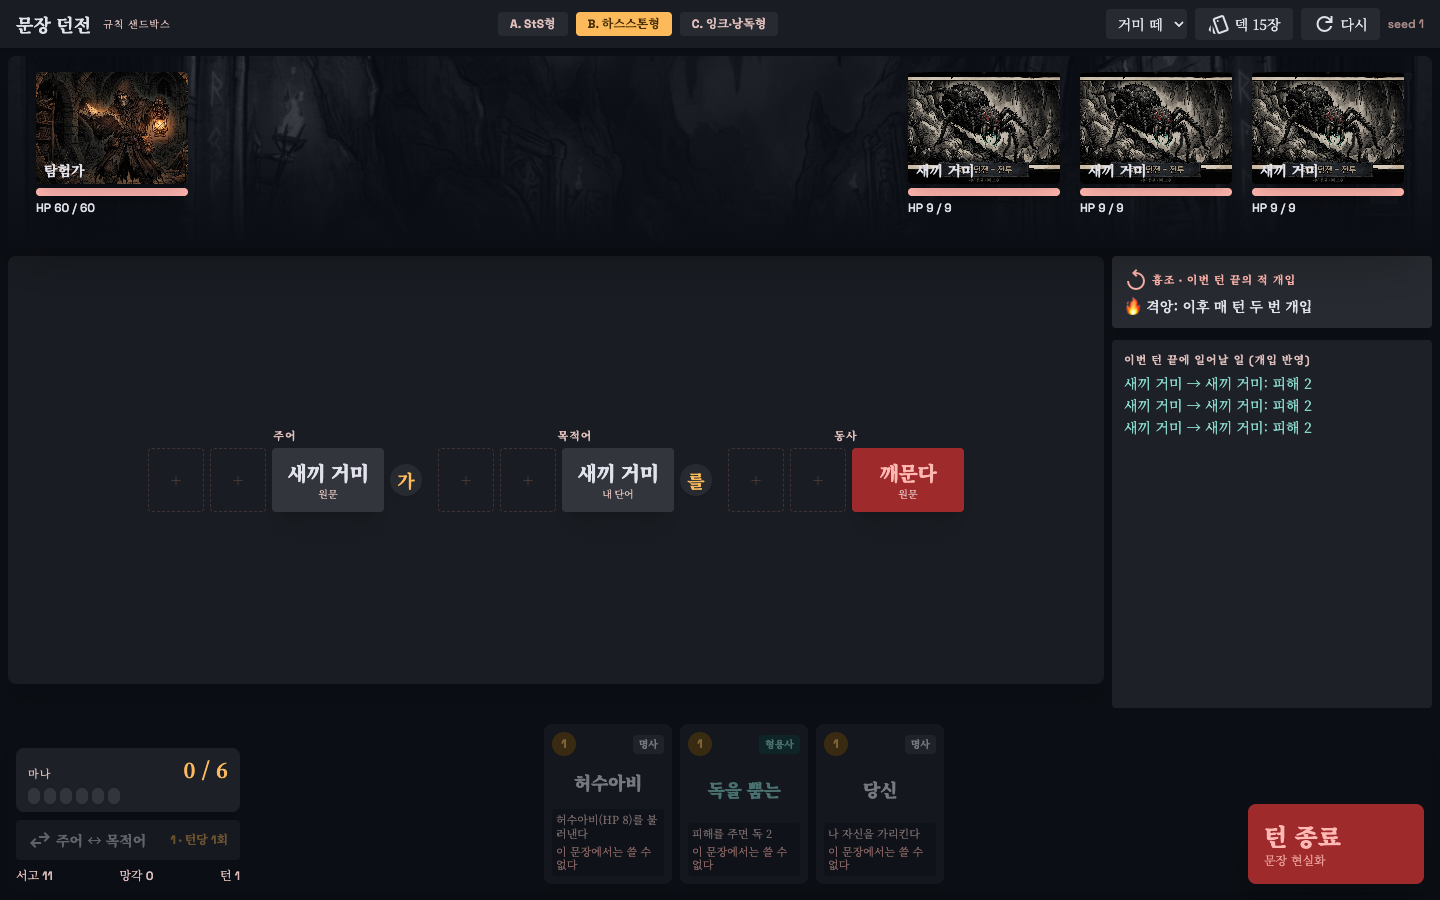 문장 던전 규칙 샌드박스
A. StS형
B. 하스스톤형
C. 잉크·낭독형
거미 떼
덱 15장
다시
seed 1
탐험가
HP 60 / 60
새끼 거미
HP 9 / 9
새끼 거미
HP 9 / 9
새끼 거미
HP 9 / 9
흉조 · 이번 턴 끝의 적 개입
🔥 격앙: 이후 매 턴 두 번 개입
이번 턴 끝에 일어날 일 (개입 반영)
새끼 거미 → 새끼 거미: 피해 2
새끼 거미 → 새끼 거미: 피해 2
새끼 거미 → 새끼 거미: 피해 2
주어
목적어
동사
+
+
새끼 거미
원문
가
+
+
새끼 거미
내 단어
를
+
+
깨문다
원문
마나 0 / 6
주어 ↔ 목적어 1 · 턴당 1회
서고 11
망각 0
턴 1
1 명사
허수아비
허수아비(HP 8)를 불
러낸다
이 문장에서는 쓸 수
없다
1 형용사
독을 뿜는
피해를 주면 독 2
이 문장에서는 쓸 수
없다
1 명사
당신
나 자신을 가리킨다
이 문장에서는 쓸 수
없다
턴 종료
문장 현실화